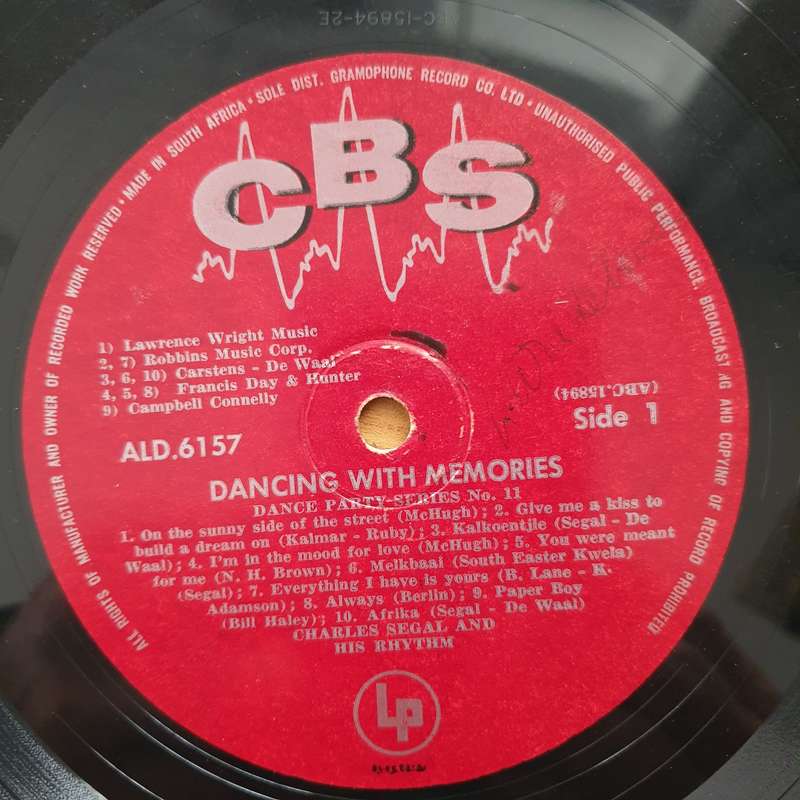 ABC-15894-2E
ALL RIGHTS OF MANUFACTURER AND OWNER OF RECORDED WORK RESERVED • MADE IN SOUTH AFRICA • SOLE DIST. GRAMOPHONE RECORD CO. LTD • UNAUTHORISED PUBLIC PERFORMANCE, BROADCASTING AND COPYING OF RECORD PROHIBITED
CBS
1) Lawrence Wright Music
2, 7) Robbins Music Corp.
3, 6, 10) Carstens - De Waal
4, 5, 8) Francis Day & Hunter
9) Campbell Connelly
(ABC.15894)
Side 1
ALD.6157
DANCING WITH MEMORIES
DANCE PARTY-SERIES No. 11
1. On the sunny side of the street (McHugh); 2. Give me a kiss to
build a dream on (Kalmar - Ruby); 3. Kalkoentjie (Segal - De
Waal); 4. I'm in the mood for love (McHugh); 5. You were meant
for me (N. H. Brown); 6. Melkbaai (South Easter Kwela)
(Segal); 7. Everything I have is yours (B. Lane - K.
Adamson); 8. Always (Berlin); 9. Paper Boy
(Bill Haley); 10. Afrika (Segal - De Waal)
CHARLES SEGAL AND
HIS RHYTHM
Lp